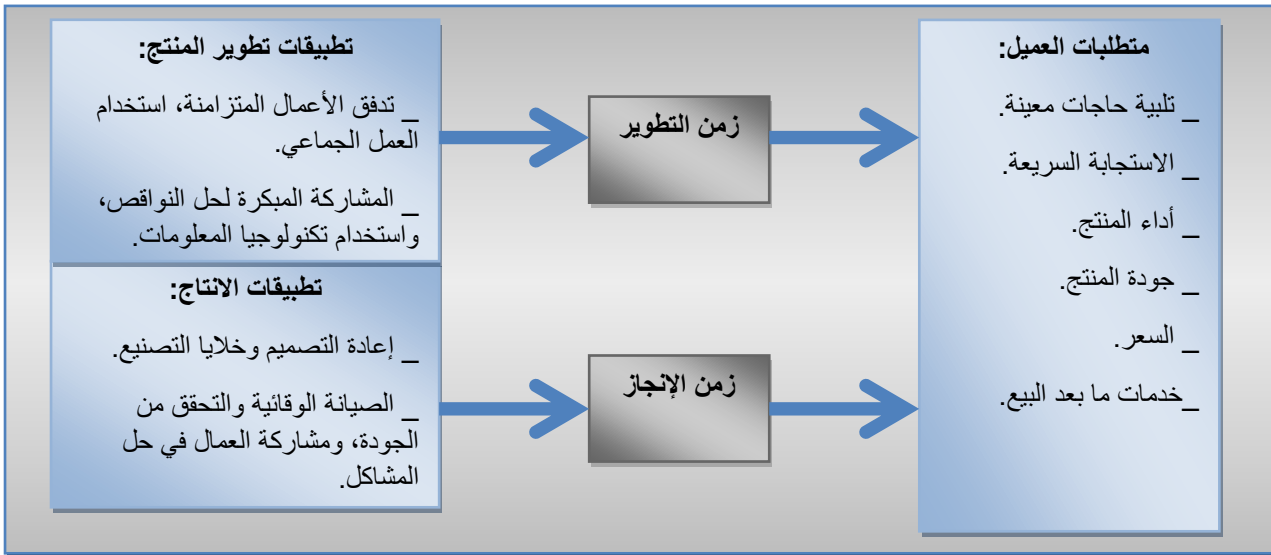 تطبيقات تطوير المنتج:
_ تدفق الأعمال المتزامنة، استخدام
العمل الجماعي.
_ المشاركة المبكرة لحل النواقص،
واستخدام تكنولوجيا المعلومات.
تطبيقات الانتاج:
_ إعادة التصميم وخلايا التصنيع.
_ الصيانة الوقائية والتحقق من
الجودة، ومشاركة العمال في حل
المشاكل.
زمن التطوير
زمن الإنجاز
متطلبات العميل:
_ تلبية حاجات معينة.
_ الاستجابة السريعة.
_ أداء المنتج.
_ جودة المنتج.
_ السعر.
_خدمات ما بعد البيع.